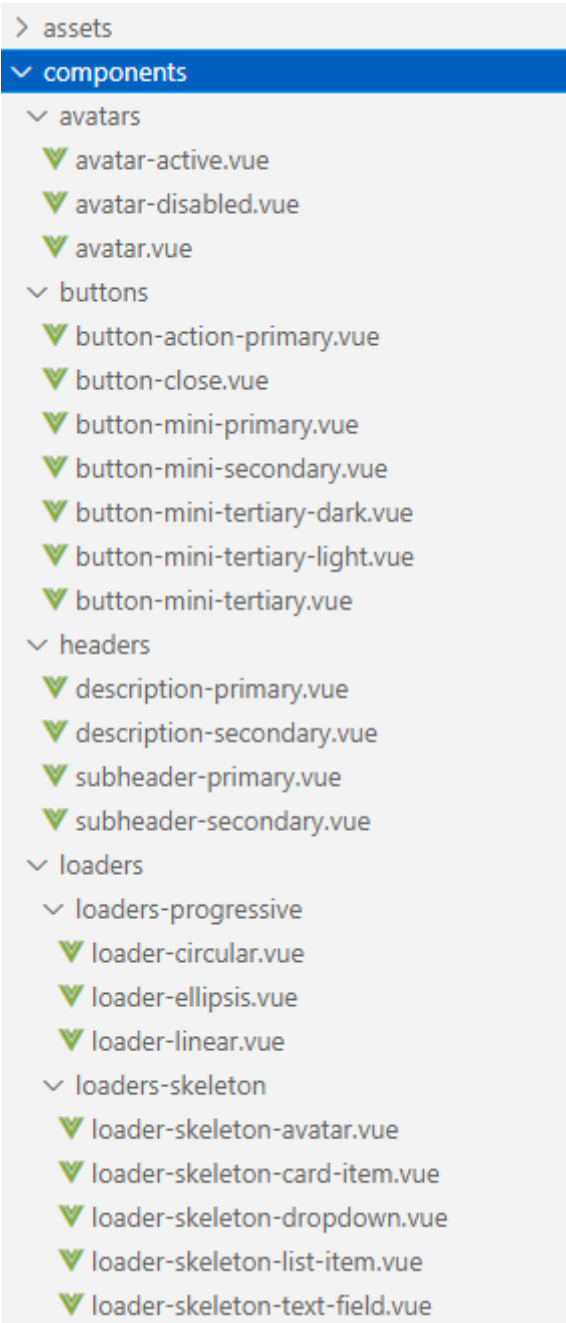 assets
components
avatars
avatar-active.vue
avatar-disabled.vue
avatar.vue
buttons
button-action-primary.vue
button-close.vue
button-mini-primary.vue
button-mini-secondary.vue
button-mini-tertiary-dark.vue
button-mini-tertiary-light.vue
button-mini-tertiary.vue
headers
description-primary.vue
description-secondary.vue
subheader-primary.vue
subheader-secondary.vue
loaders
loaders-progressive
loader-circular.vue
loader-ellipsis.vue
loader-linear.vue
loaders-skeleton
loader-skeleton-avatar.vue
loader-skeleton-card-item.vue
loader-skeleton-dropdown.vue
loader-skeleton-list-item.vue
loader-skeleton-text-field.vue